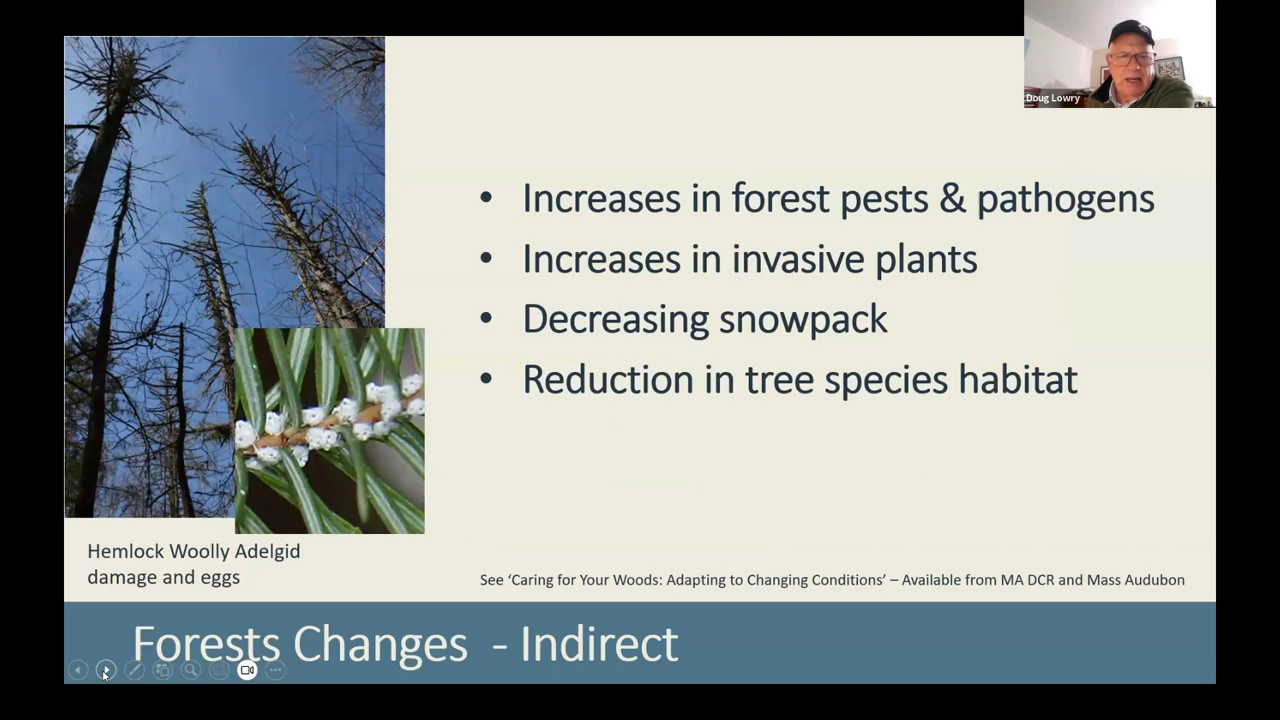 Doug Lowry
• Increases in forest pests & pathogens
• Increases in invasive plants
• Decreasing snowpack
• Reduction in tree species habitat
Hemlock Woolly Adelgid
damage and eggs
See ‘Caring for Your Woods: Adapting to Changing Conditions’ – Available from MA DCR and Mass Audubon
Forests Changes - Indirect